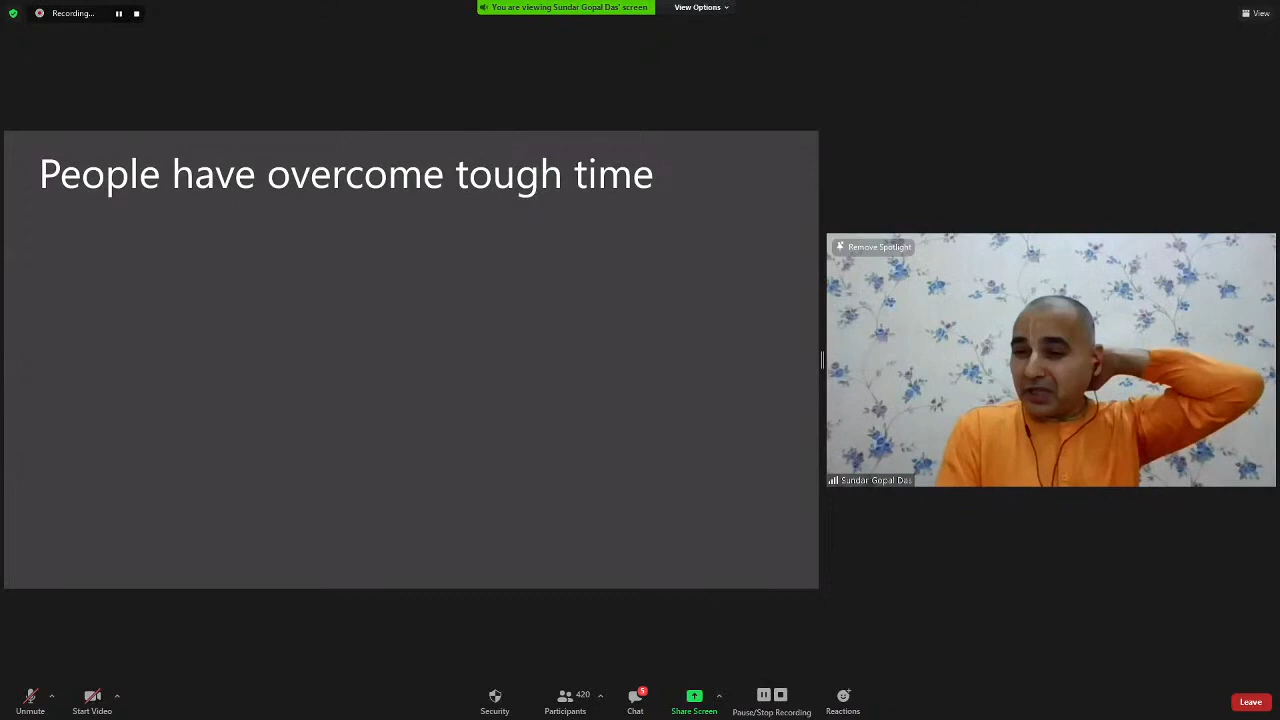 Recording...
You are viewing Sundar Gopal Das' screen
View Options
View
People have overcome tough time
Remove Spotlight
Sundar Gopal Das
Unmute
Start Video
Security
420
Participants
5
Chat
Share Screen
Pause/Stop Recording
Reactions
Leave